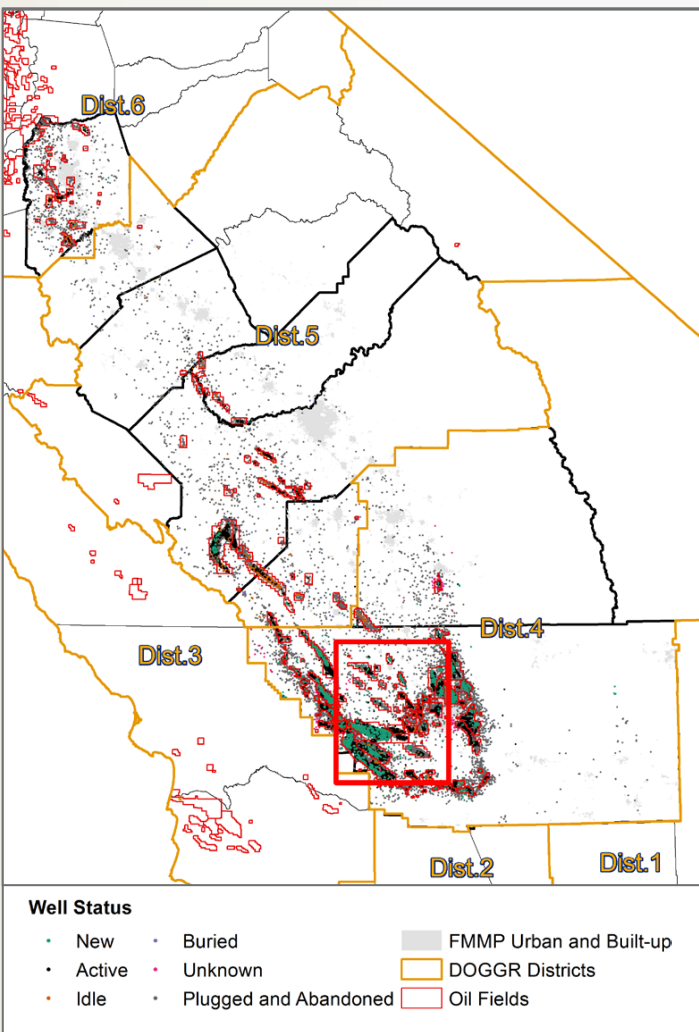 Dist.6
Dist.5
Dist.4
Dist.3
Dist.2
Dist.1
Well Status
New
Buried
FMMP Urban and Built-up
Active
Unknown
DOGGR Districts
Idle
Plugged and Abandoned
Oil Fields